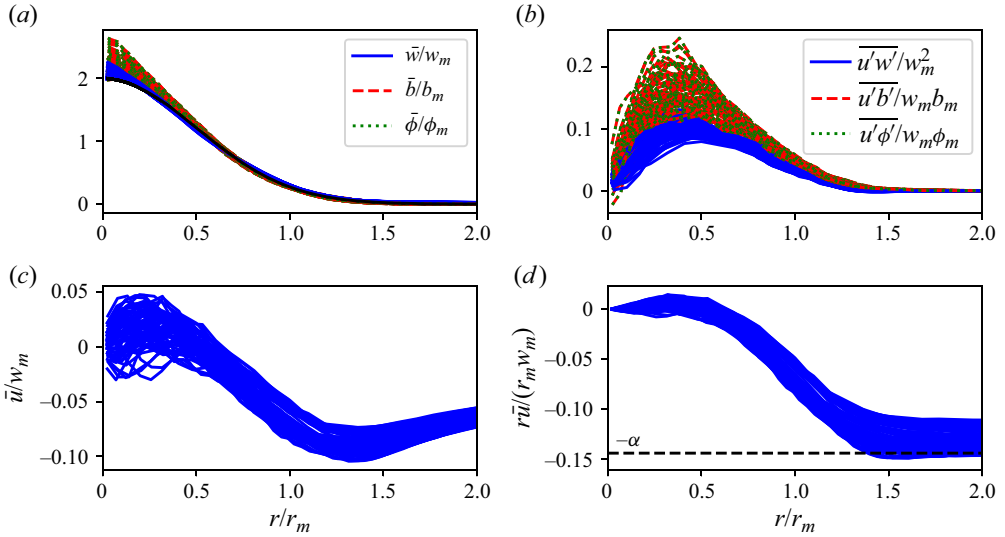 (a)
w̄/w_m
b̄/b_m
ϕ̄/ϕ_m
2
1
0
0 0.5 1.0 1.5 2.0
(b)
\overline{u′w′}/w_m^2
\overline{u′b′}/w_m b_m
\overline{u′ϕ′}/w_m ϕ_m
0.2
0.1
0
0 0.5 1.0 1.5 2.0
(c)
0.05
0
−0.05
−0.10
ū/w_m
0 0.5 1.0 1.5 2.0
r/r_m
(d)
0
−0.05
−0.10
−0.15
rū/(r_m w_m)
−α
0 0.5 1.0 1.5 2.0
r/r_m